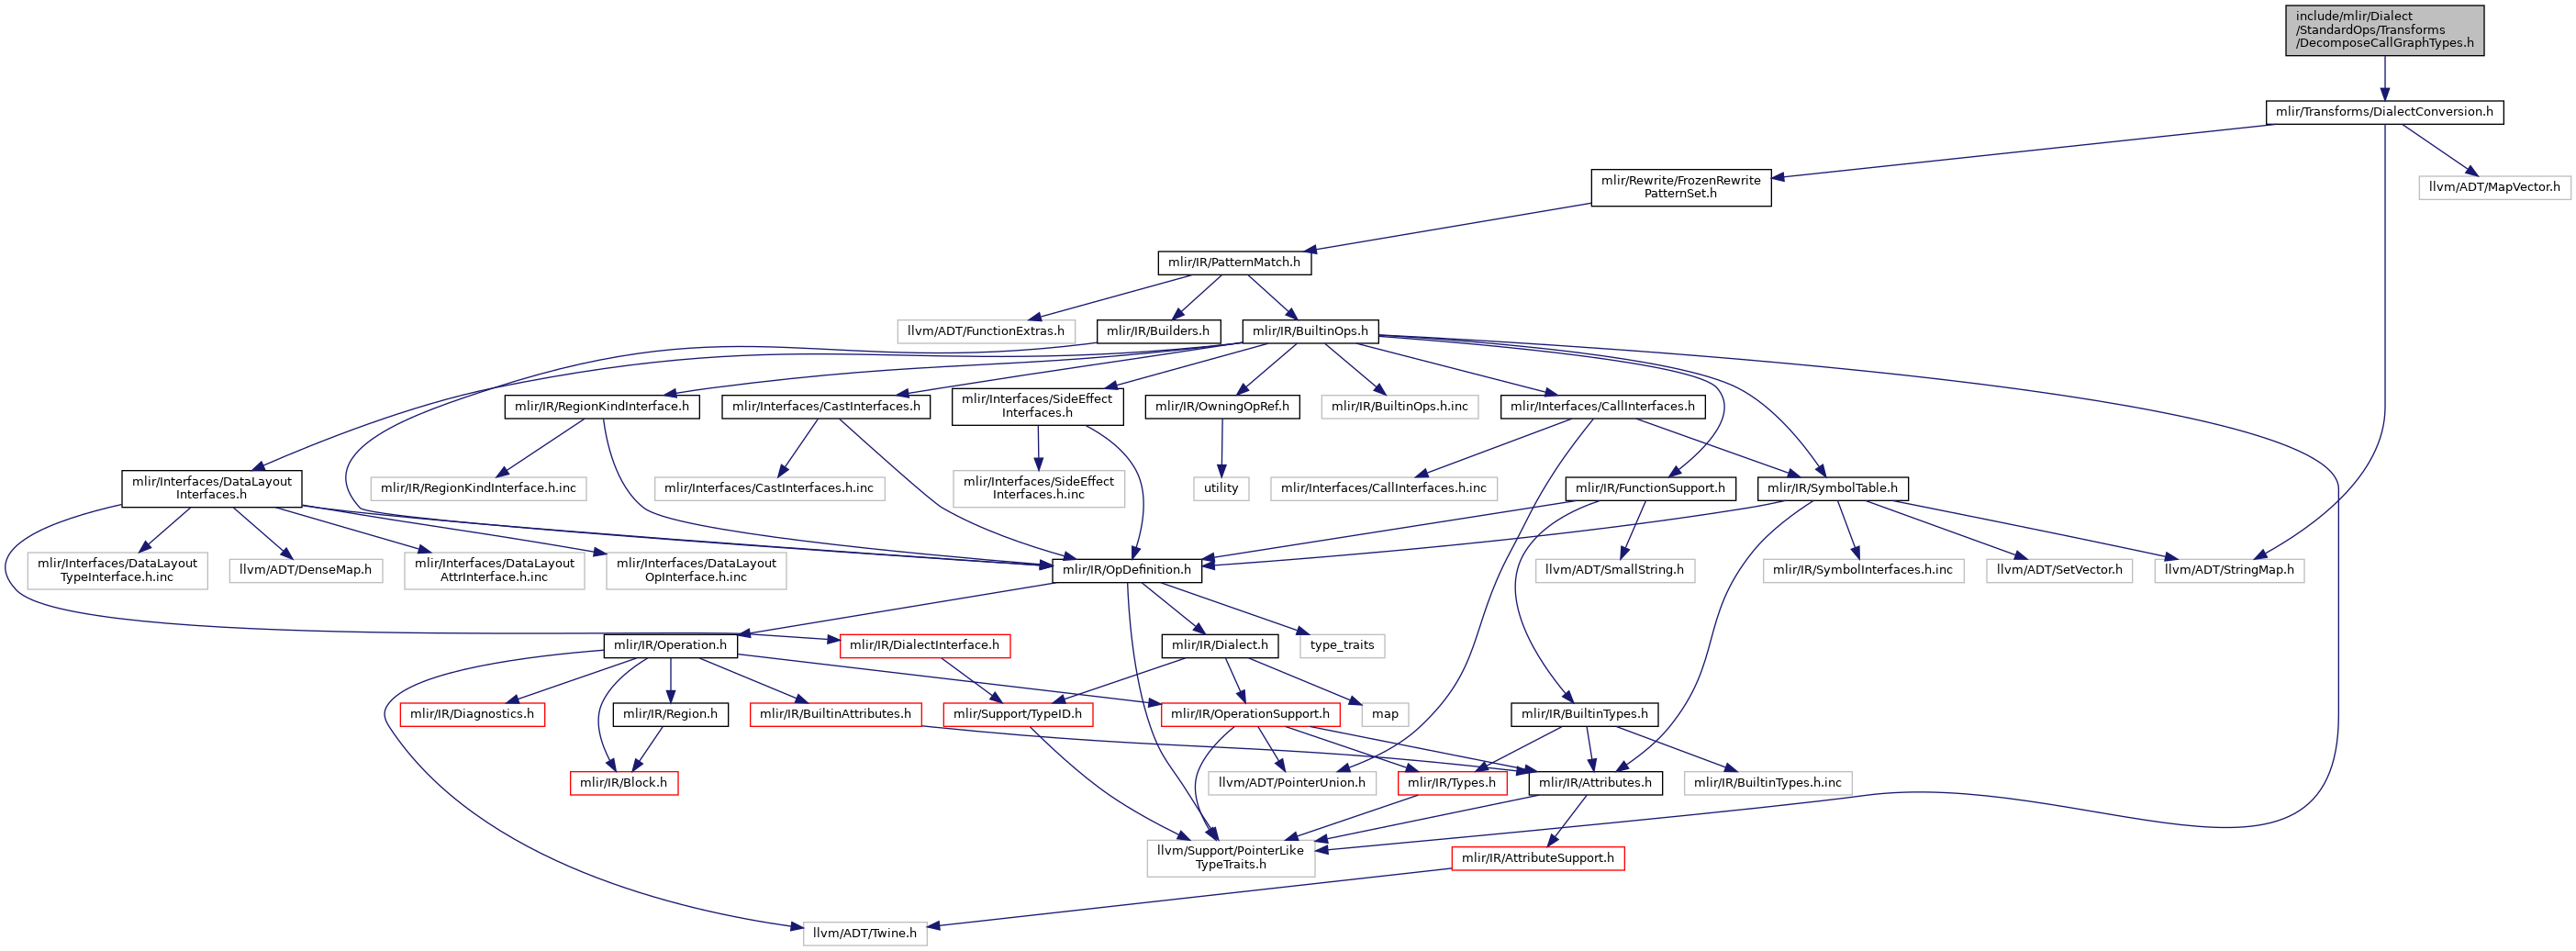 include/mlir/Dialect
/StandardOps/Transforms
/DecomposeCallGraphTypes.h
mlir/Transforms/DialectConversion.h
mlir/Rewrite/FrozenRewrite
PatternSet.h
llvm/ADT/MapVector.h
mlir/IR/PatternMatch.h
llvm/ADT/FunctionExtras.h
mlir/IR/Builders.h
mlir/IR/BuiltinOps.h
mlir/IR/RegionKindInterface.h
mlir/Interfaces/CastInterfaces.h
mlir/Interfaces/SideEffect
Interfaces.h
mlir/IR/OwningOpRef.h
mlir/IR/BuiltinOps.h.inc
mlir/Interfaces/CallInterfaces.h
mlir/Interfaces/DataLayout
Interfaces.h
mlir/IR/RegionKindInterface.h.inc
mlir/Interfaces/CastInterfaces.h.inc
mlir/Interfaces/SideEffect
Interfaces.h.inc
utility
mlir/Interfaces/CallInterfaces.h.inc
mlir/IR/FunctionSupport.h
mlir/IR/SymbolTable.h
mlir/Interfaces/DataLayout
TypeInterface.h.inc
llvm/ADT/DenseMap.h
mlir/Interfaces/DataLayout
AttrInterface.h.inc
mlir/Interfaces/DataLayout
OpInterface.h.inc
mlir/IR/OpDefinition.h
llvm/ADT/SmallString.h
mlir/IR/SymbolInterfaces.h.inc
llvm/ADT/SetVector.h
llvm/ADT/StringMap.h
mlir/IR/Operation.h
mlir/IR/DialectInterface.h
mlir/IR/Dialect.h
type_traits
mlir/IR/Diagnostics.h
mlir/IR/Region.h
mlir/IR/BuiltinAttributes.h
mlir/Support/TypeID.h
mlir/IR/OperationSupport.h
map
mlir/IR/BuiltinTypes.h
mlir/IR/Block.h
llvm/ADT/PointerUnion.h
mlir/IR/Types.h
mlir/IR/Attributes.h
mlir/IR/BuiltinTypes.h.inc
llvm/Support/PointerLike
TypeTraits.h
mlir/IR/AttributeSupport.h
llvm/ADT/Twine.h